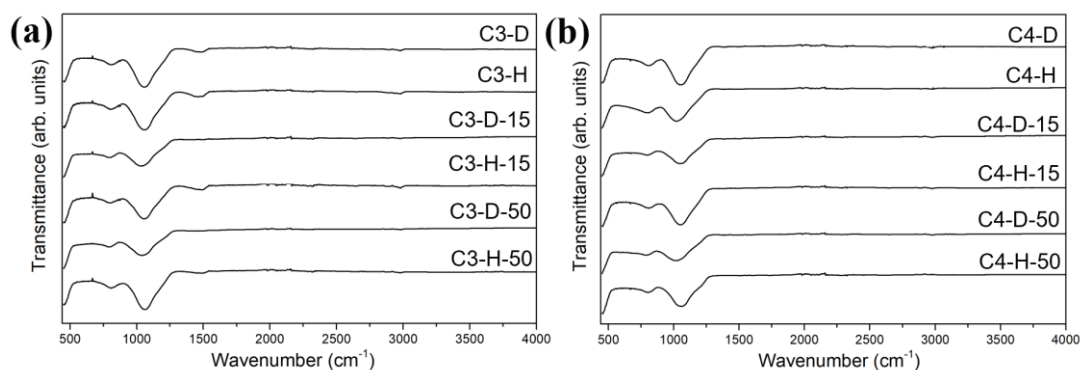 (a)
Transmittance (arb. units)
C3-D
C3-H
C3-D-15
C3-H-15
C3-D-50
C3-H-50
500 1000 1500 2000 2500 3000 3500 4000
Wavenumber (cm⁻¹)
(b)
Transmittance (arb. units)
C4-D
C4-H
C4-D-15
C4-H-15
C4-D-50
C4-H-50
500 1000 1500 2000 2500 3000 3500 4000
Wavenumber (cm⁻¹)